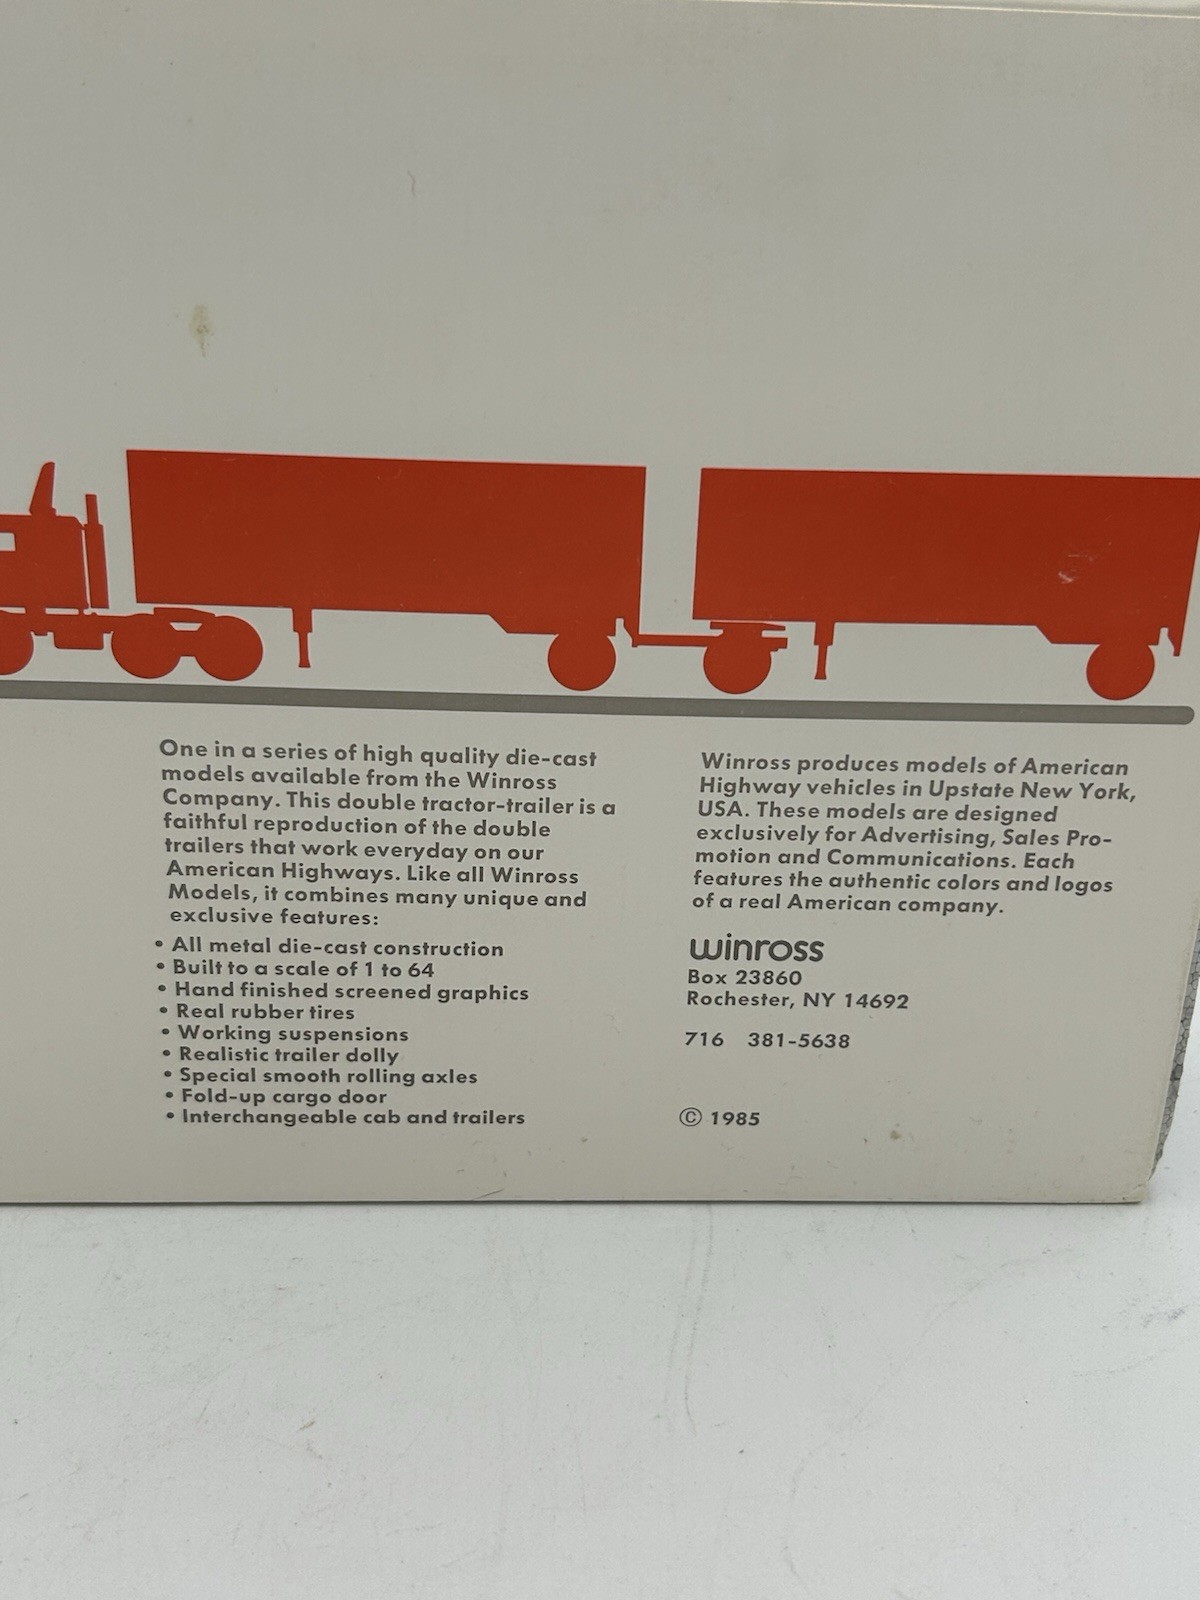 One in a series of high quality die-cast
models available from the Winross
Company. This double tractor-trailer is a
faithful reproduction of the double
trailers that work everyday on our
American Highways. Like all Winross
Models, it combines many unique and
exclusive features:
• All metal die-cast construction
• Built to a scale of 1 to 64
• Hand finished screened graphics
• Real rubber tires
• Working suspensions
• Realistic trailer dolly
• Special smooth rolling axles
• Fold-up cargo door
• Interchangeable cab and trailers
Winross produces models of American
Highway vehicles in Upstate New York,
USA. These models are designed
exclusively for Advertising, Sales Pro-
motion and Communications. Each
features the authentic colors and logos
of a real American company.
winross
Box 23860
Rochester, NY 14692
716 381-5638
© 1985